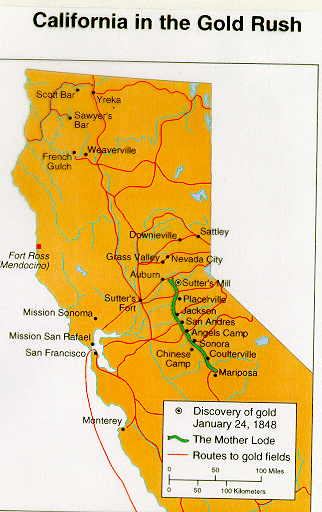 California in the Gold Rush
Scott Bar
Yreka
Sawyer's
Bar
Weaverville
French
Gulch
Downieville
Sattley
Fort Ross
(Mendocino)
Grass Valley
Nevada City
Auburn
Sutter's Mill
Sutter's
Fort
Placerville
Jackson
Mission Sonoma
San Andres
Angels Camp
Mission San Rafael
Sonora
San Francisco
Chinese
Camp
Coulterville
Mariposa
Monterey
Discovery of gold
January 24, 1848
The Mother Lode
Routes to gold fields
0 50 100 Miles
0 50 100 Kilometers